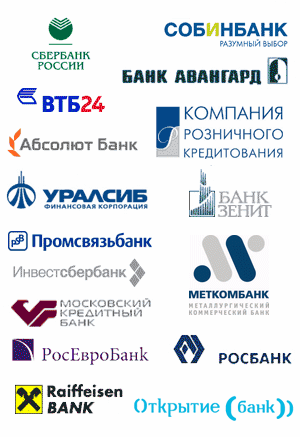 СБЕРБАНК
РОССИИ
СОБИНБАНК
РАЗУМНЫЙ ВЫБОР
БАНК АВАНГАРД
ВТБ24
КОМПАНИЯ
РОЗНИЧНОГО
КРЕДИТОВАНИЯ
Абсолют Банк
УРАЛСИБ
ФИНАНСОВАЯ КОРПОРАЦИЯ
БАНК
ЗЕНИТ
PSB Промсвязьбанк
Инвестсбербанк
МЕТКОМБАНК
МЕТАЛЛУРГИЧЕСКИЙ
КОММЕРЧЕСКИЙ БАНК
МОСКОВСКИЙ
КРЕДИТНЫЙ
БАНК
РосЕвроБанк
РОСБАНК
Raiffeisen
BANK
Открытие (банк))